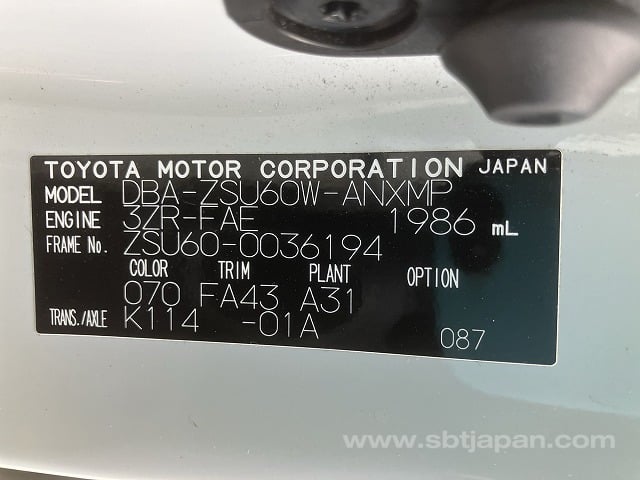 TOYOTA MOTOR CORPORATION JAPAN
MODEL DBA-ZSU60W-ANXMP
ENGINE 3ZR-FAE 1986 mL
FRAME No. ZSU60-0036194
COLOR TRIM PLANT OPTION
070 FA43 A31
TRANS./AXLE K114 -01A
087
www.sbtjapan.com